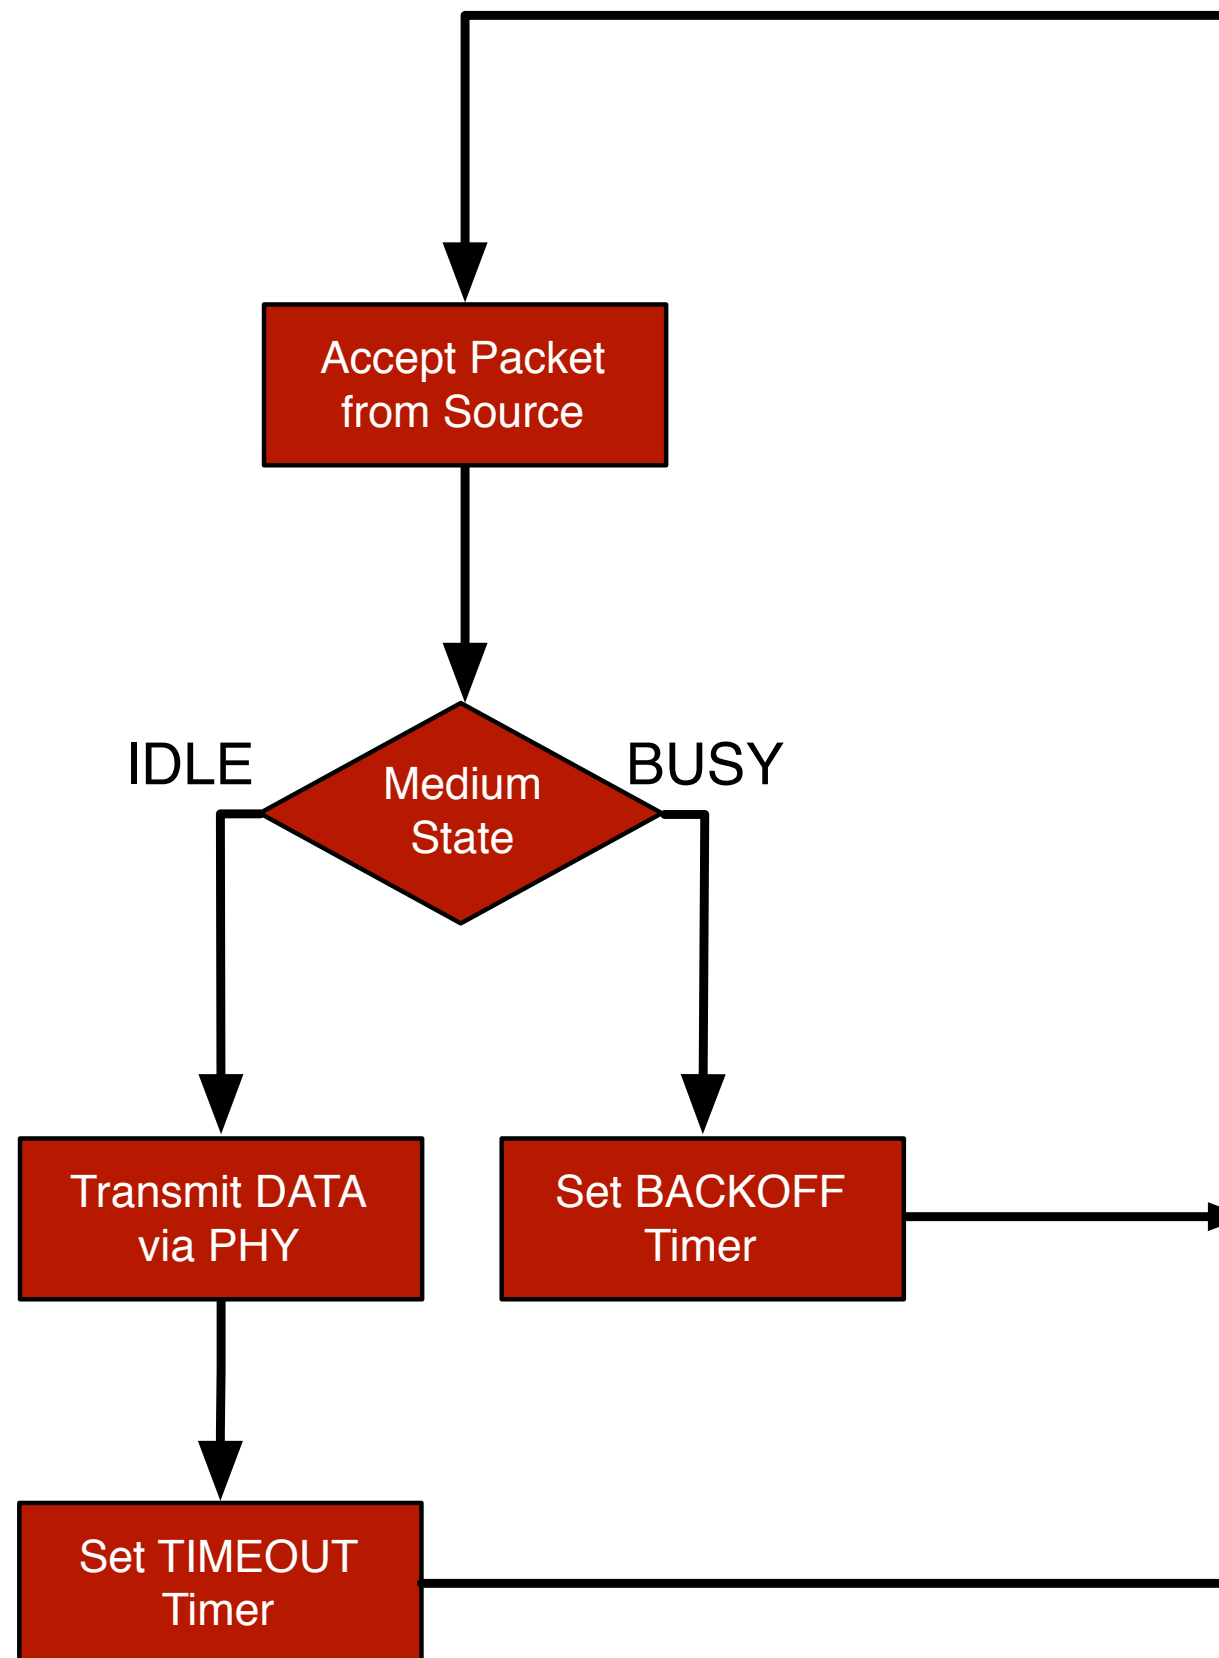 Accept Packet
from Source
IDLE
BUSY
Medium
State
Transmit DATA
via PHY
Set BACKOFF
Timer
Set TIMEOUT
Timer